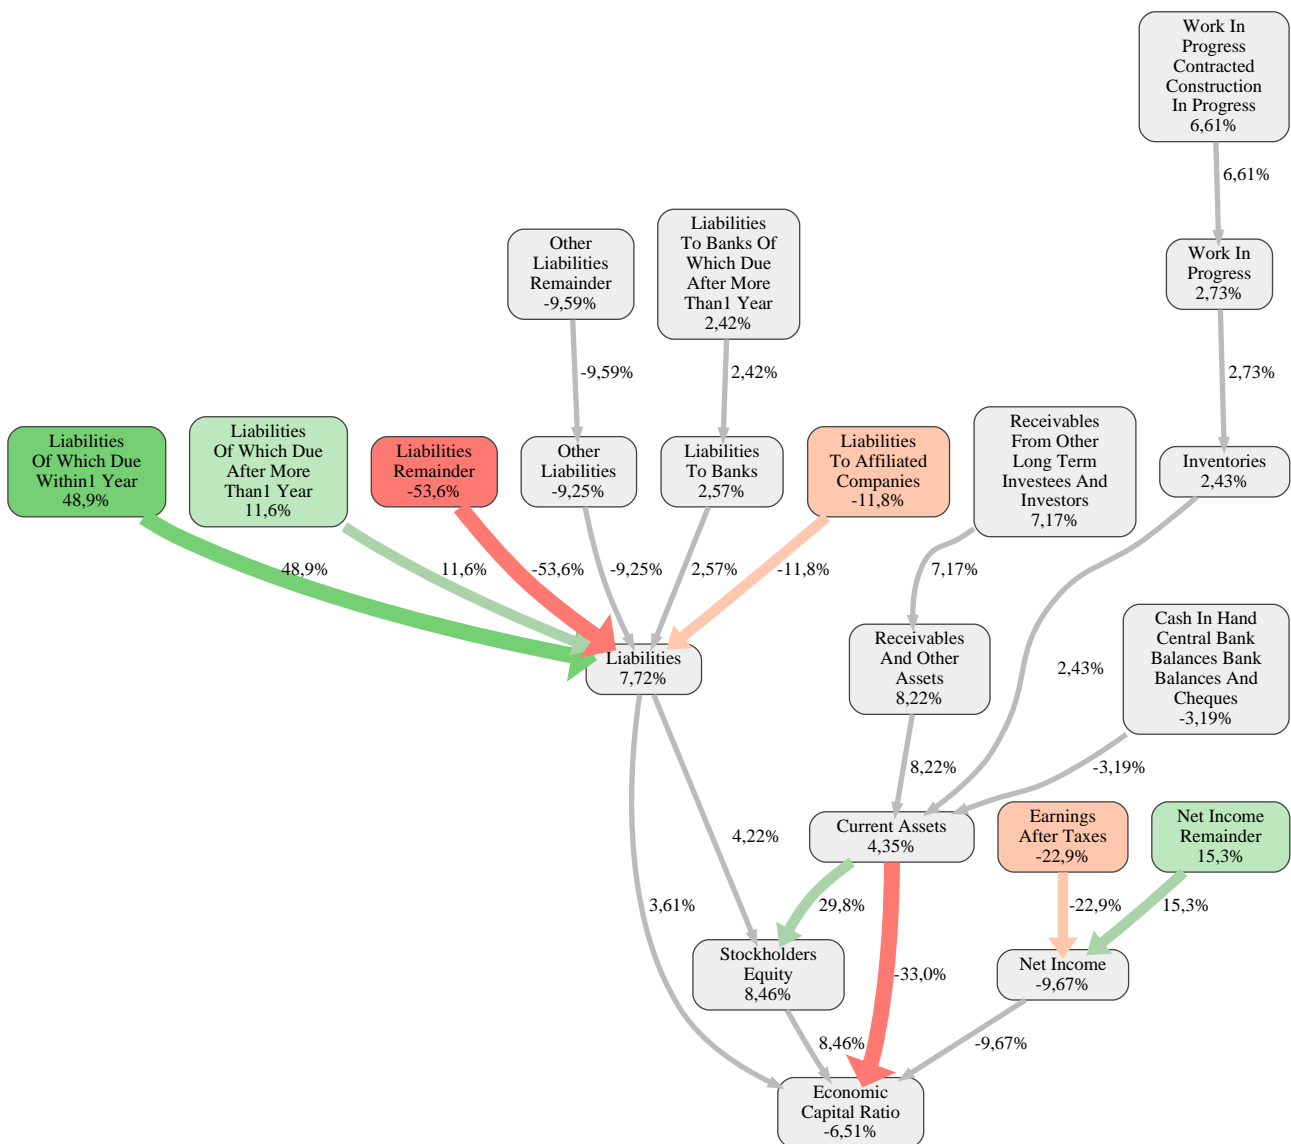 Work In
Progress
Contracted
Construction
In Progress
6,61%
6,61%
Other
Liabilities
Remainder
-9,59%
Liabilities
To Banks Of
Which Due
After More
Than1 Year
2,42%
Work In
Progress
2,73%
-9,59%
2,42%
2,73%
Liabilities
Of Which Due
Within1 Year
48,9%
Liabilities
Of Which Due
After More
Than1 Year
11,6%
Liabilities
Remainder
-53,6%
Other
Liabilities
-9,25%
Liabilities
To Banks
2,57%
Liabilities
To Affiliated
Companies
-11,8%
Receivables
From Other
Long Term
Investees And
Investors
7,17%
Inventories
2,43%
48,9%
11,6%
-53,6%
-9,25%
2,57%
-11,8%
7,17%
Liabilities
7,72%
Receivables
And Other
Assets
8,22%
2,43%
Cash In Hand
Central Bank
Balances Bank
Balances And
Cheques
-3,19%
8,22%
-3,19%
4,22%
Current Assets
4,35%
Earnings
After Taxes
-22,9%
Net Income
Remainder
15,3%
3,61%
29,8%
-33,0%
-22,9%
15,3%
Stockholders
Equity
8,46%
Net Income
-9,67%
8,46%
-9,67%
Economic
Capital Ratio
-6,51%